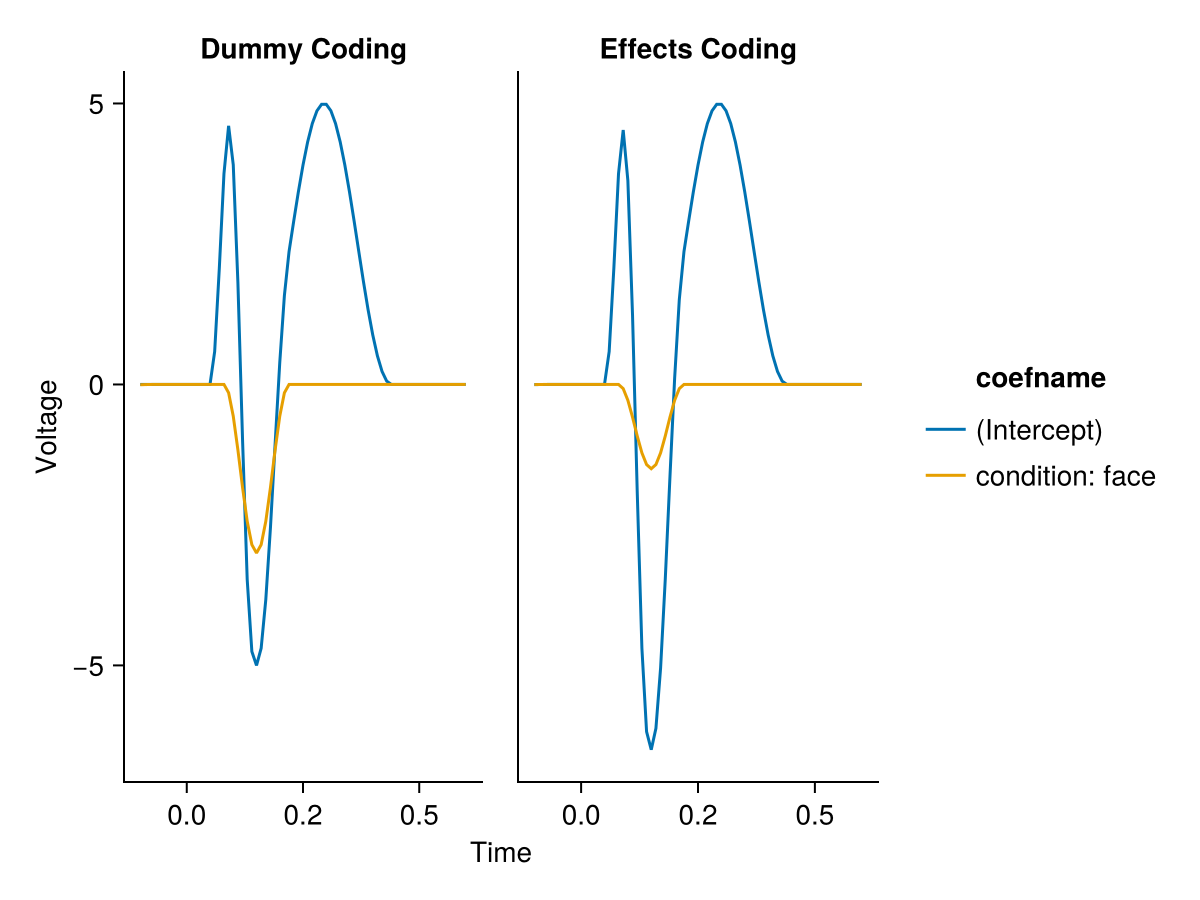 Dummy Coding
Effects Coding
5
0
−5
Voltage
0.0
0.2
0.5
0.0
0.2
0.5
Time
coefname
(Intercept)
condition: face